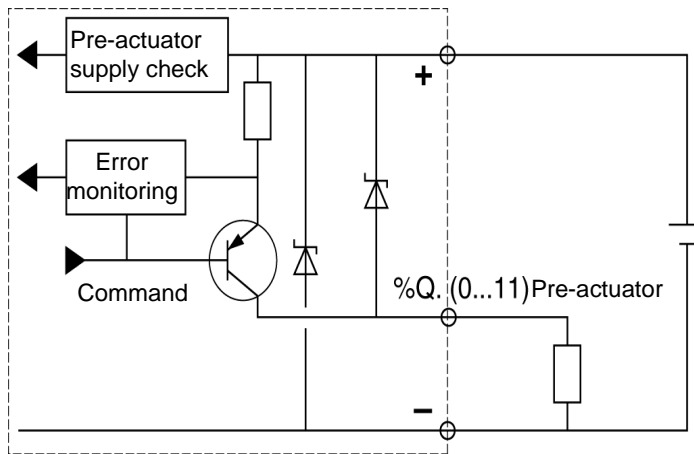 Pre-actuator
supply check
+
Error
monitoring
Command
%Q. (0...11) Pre-actuator
−